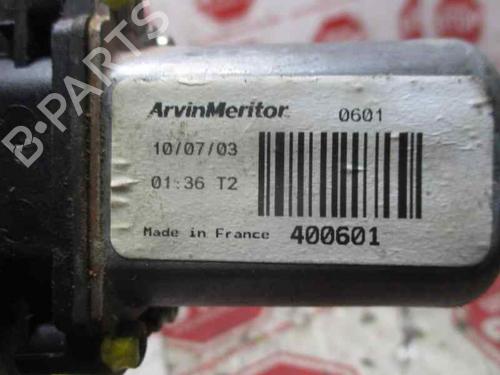 B-PARTS
ArvinMeritor 0601
10/07/03
01:36 T2
Made in France 400601